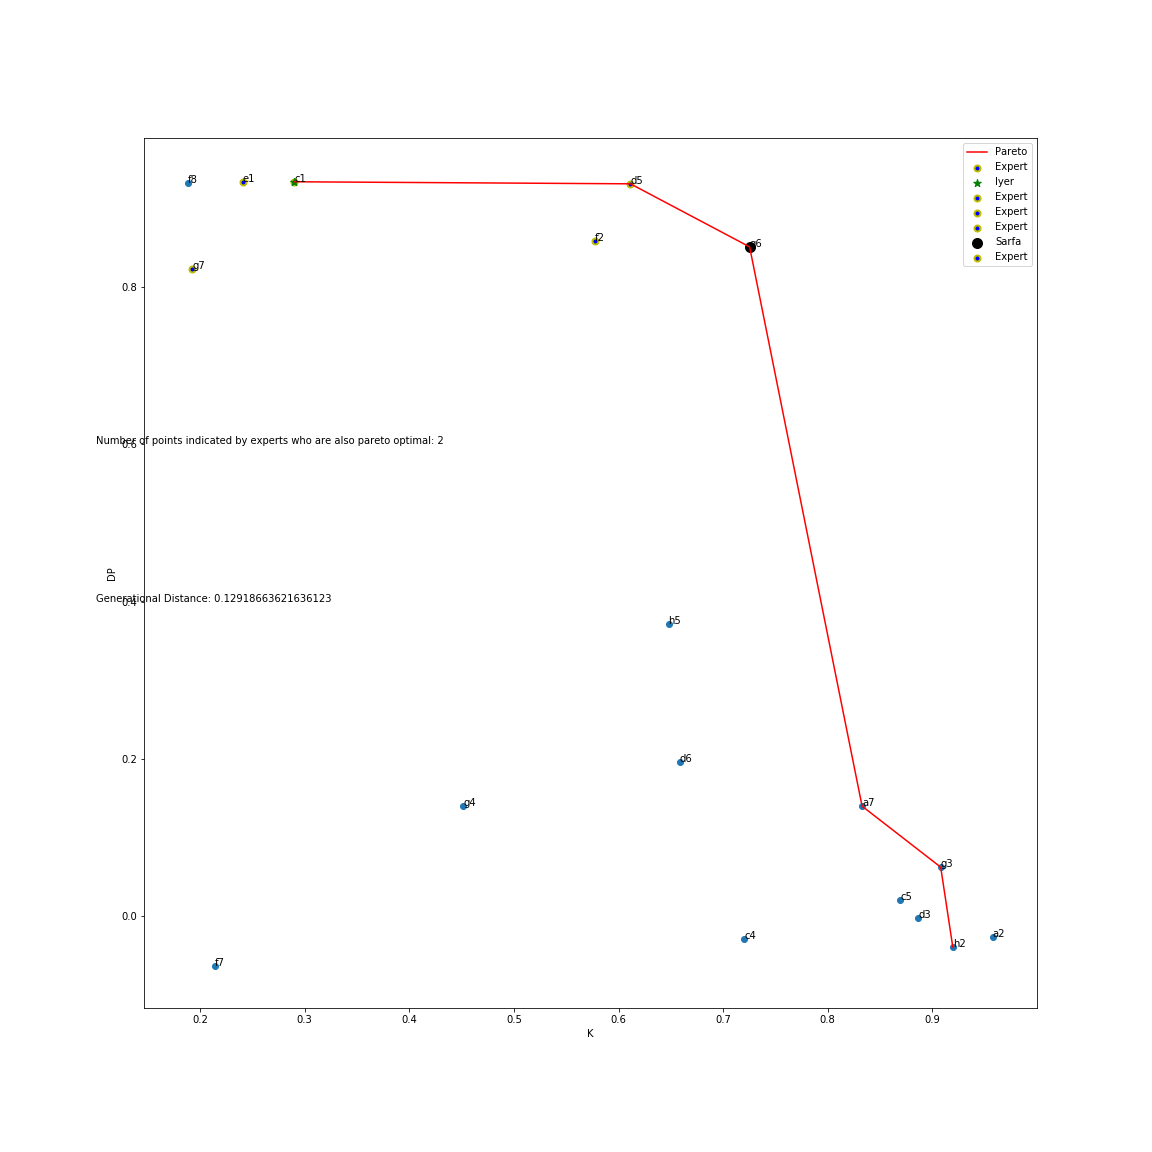 Pareto
Expert
Iyer
Expert
Expert
Expert
Sarfa
Expert
f8
e1
c1
d5
f2
g7
0.8
Number of points indicated by experts who are also pareto optimal: 2
0.6
DP
Generational Distance: 0.12918663621636123
0.4
h5
0.2
d6
g4
a7
g3
c5
0.0
d3
a2
c4
h2
f7
0.2 0.3 0.4 0.5 0.6 0.7 0.8 0.9
K